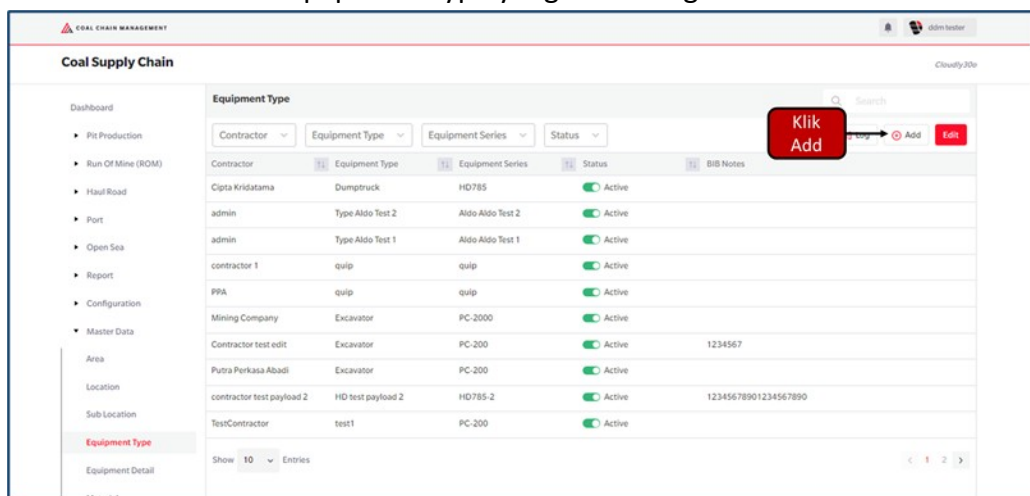 COAL CHAIN MANAGEMENT
ddm tester
Coal Supply Chain
Cloudly30o
Dashboard
Pit Production
Run Of Mine (ROM)
Haul Road
Port
Open Sea
Report
Configuration
Master Data
Area
Location
Sub Location
Equipment Type
Equipment Detail
Equipment Type
Search
Contractor
Equipment Type
Equipment Series
Status
Klik
Add
Log
Add
Edit
Contractor Equipment Type Equipment Series Status BIB Notes
Cipta Kridatama Dumptruck HD785 Active
admin Type Aldo Test 2 Aldo Aldo Test 2 Active
admin Type Aldo Test 1 Aldo Aldo Test 1 Active
contractor 1 quip quip Active
PPA quip quip Active
Mining Company Excavator PC-2000 Active
Contractor test edit Excavator PC-200 Active 1234567
Putra Perkasa Abadi Excavator PC-200 Active
contractor test payload 2 HD test payload 2 HD785-2 Active 12345678901234567890
TestContractor test1 PC-200 Active
Show 10 Entries
1 2